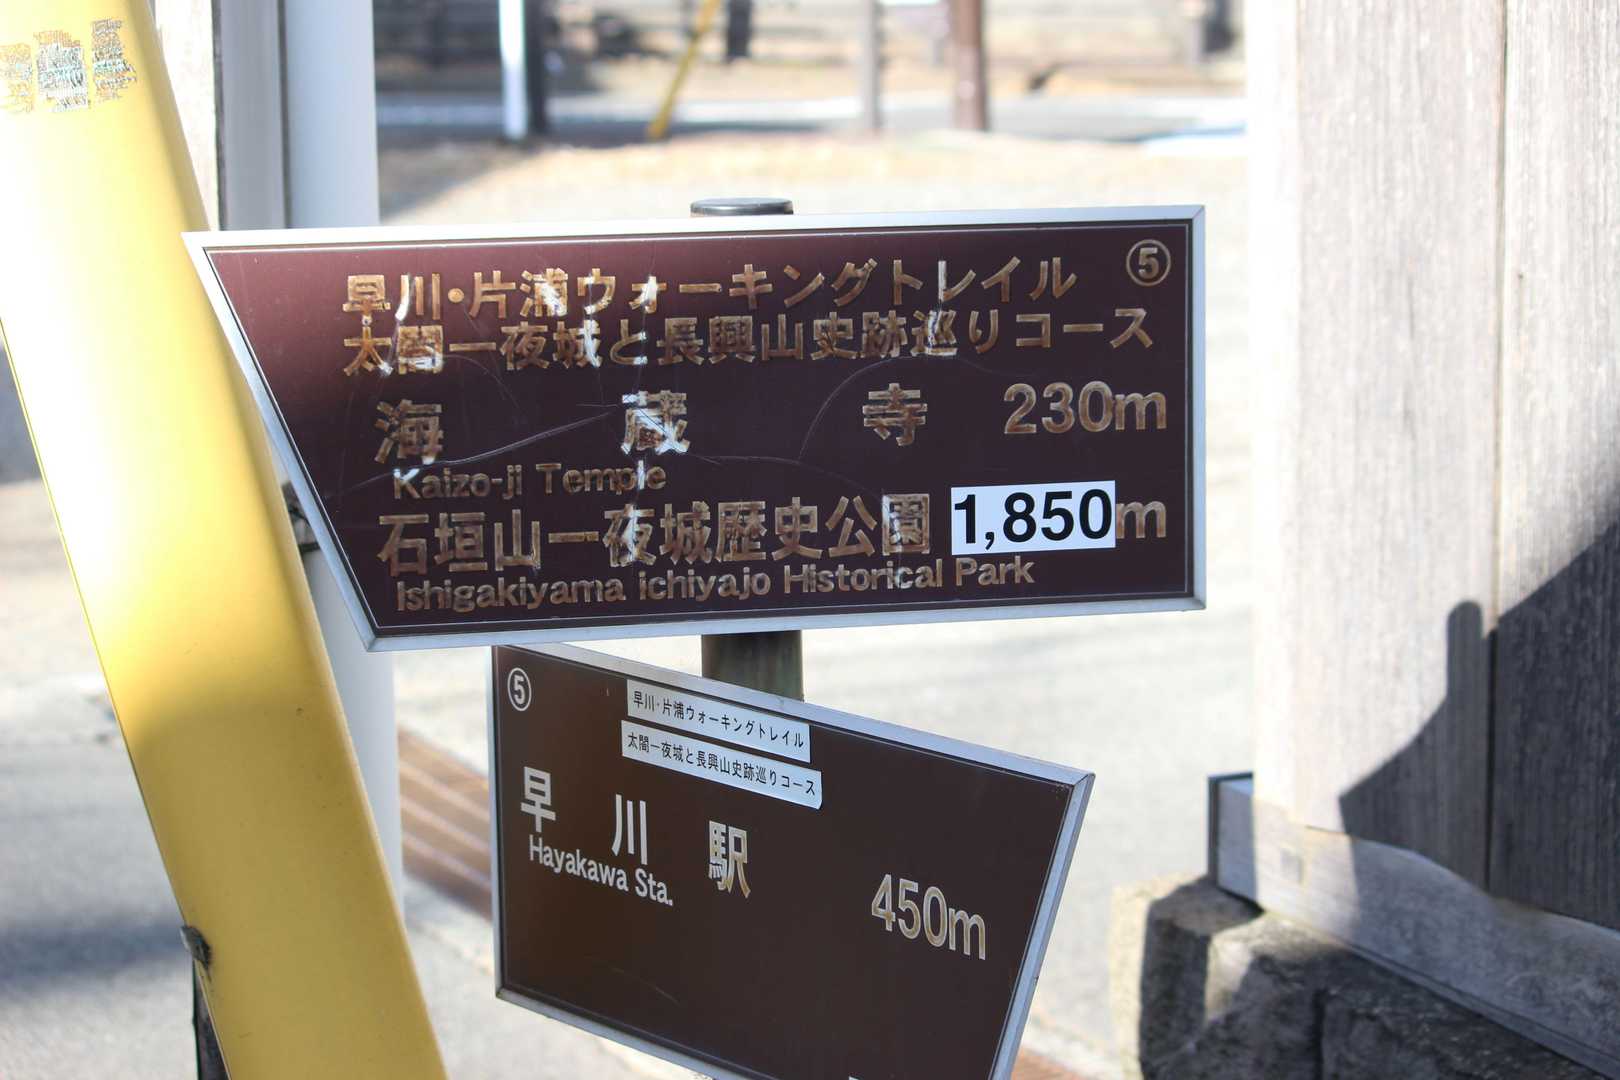 早川・片浦ウォーキングトレイル ⑤
太閤一夜城と長興山史跡巡りコース
海蔵寺 230m
Kaizo-ji Temple
石垣山一夜城歴史公園 1,850m
Ishigakiyama ichiyajo Historical Park
⑤
早川・片浦ウォーキングトレイル
太閤一夜城と長興山史跡巡りコース
早川駅
Hayakawa Sta.
450m